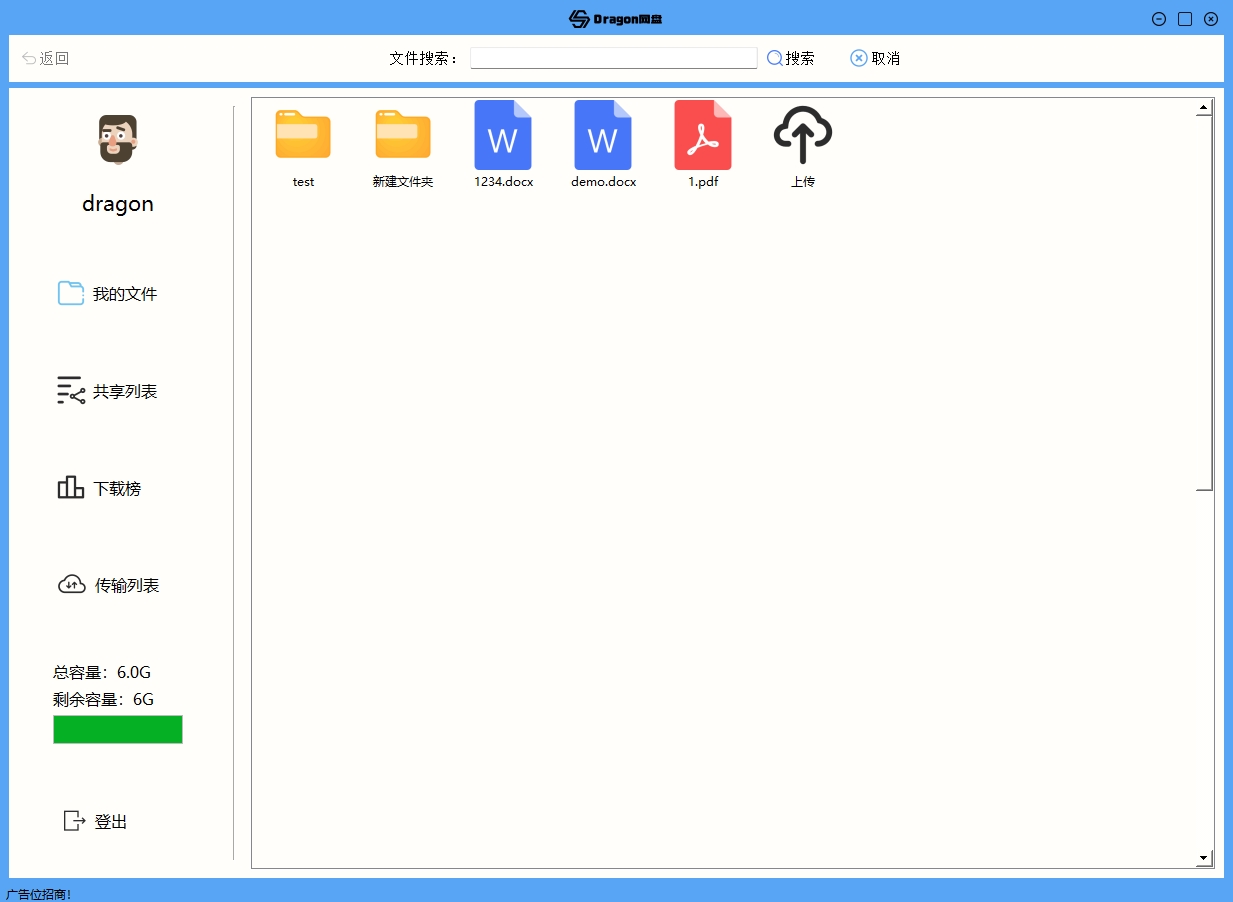 Dragon网盘
返回
文件搜索：
搜索
取消
dragon
我的文件
共享列表
下载榜
传输列表
总容量：6.0G
剩余容量：6G
登出
test
新建文件夹
W
1234.docx
W
demo.docx
1.pdf
上传
广告位招商！